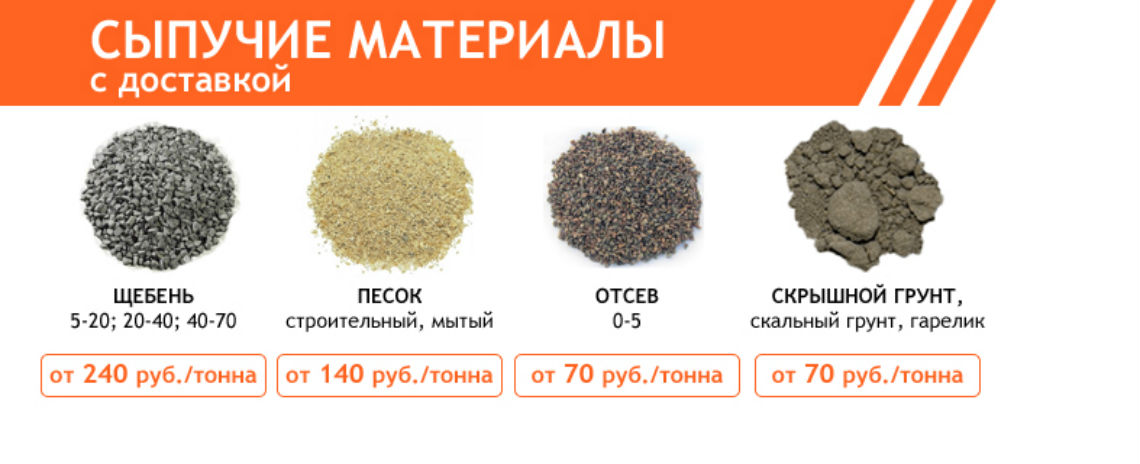 СЫПУЧИЕ МАТЕРИАЛЫ
с доставкой
ЩЕБЕНЬ
5-20; 20-40; 40-70
от 240 руб./тонна
ПЕСОК
строительный, мытый
от 140 руб./тонна
ОТСЕВ
0-5
от 70 руб./тонна
СКРЫШНОЙ ГРУНТ,
скальный грунт, гарелик
от 70 руб./тонна